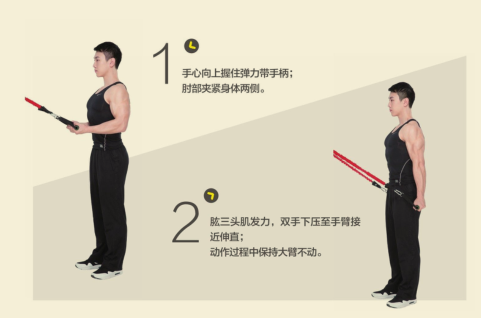 1
手心向上握住弹力带手柄；
肘部夹紧身体两侧。
2
肱三头肌发力，双手下压至手臂接
近伸直；
动作过程中保持大臂不动。